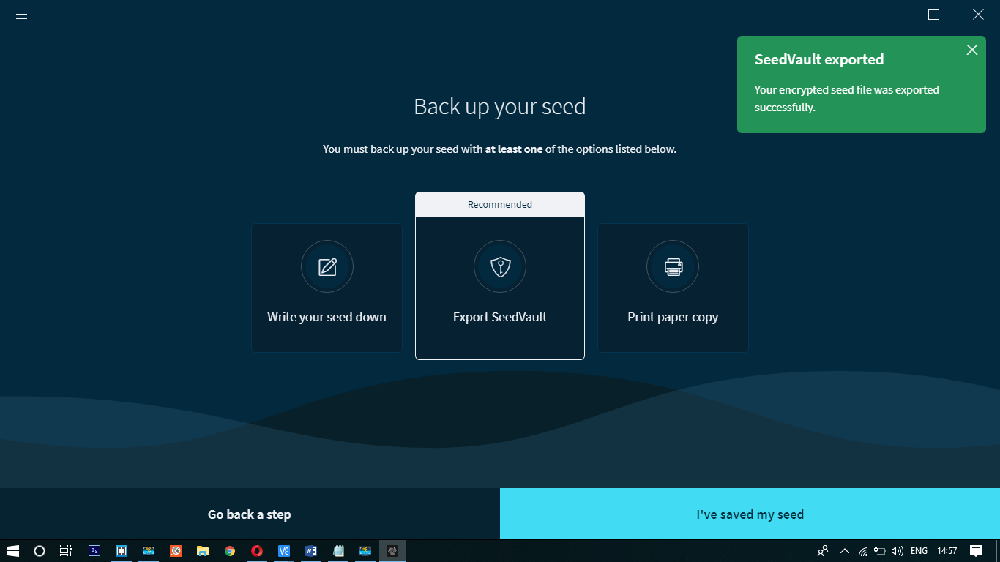 SeedVault exported
Your encrypted seed file was exported
successfully.
Back up your seed
You must back up your seed with at least one of the options listed below.
Recommended
Write your seed down
Export SeedVault
Print paper copy
Go back a step
I've saved my seed
Ps
V2
W
ENG
14:57